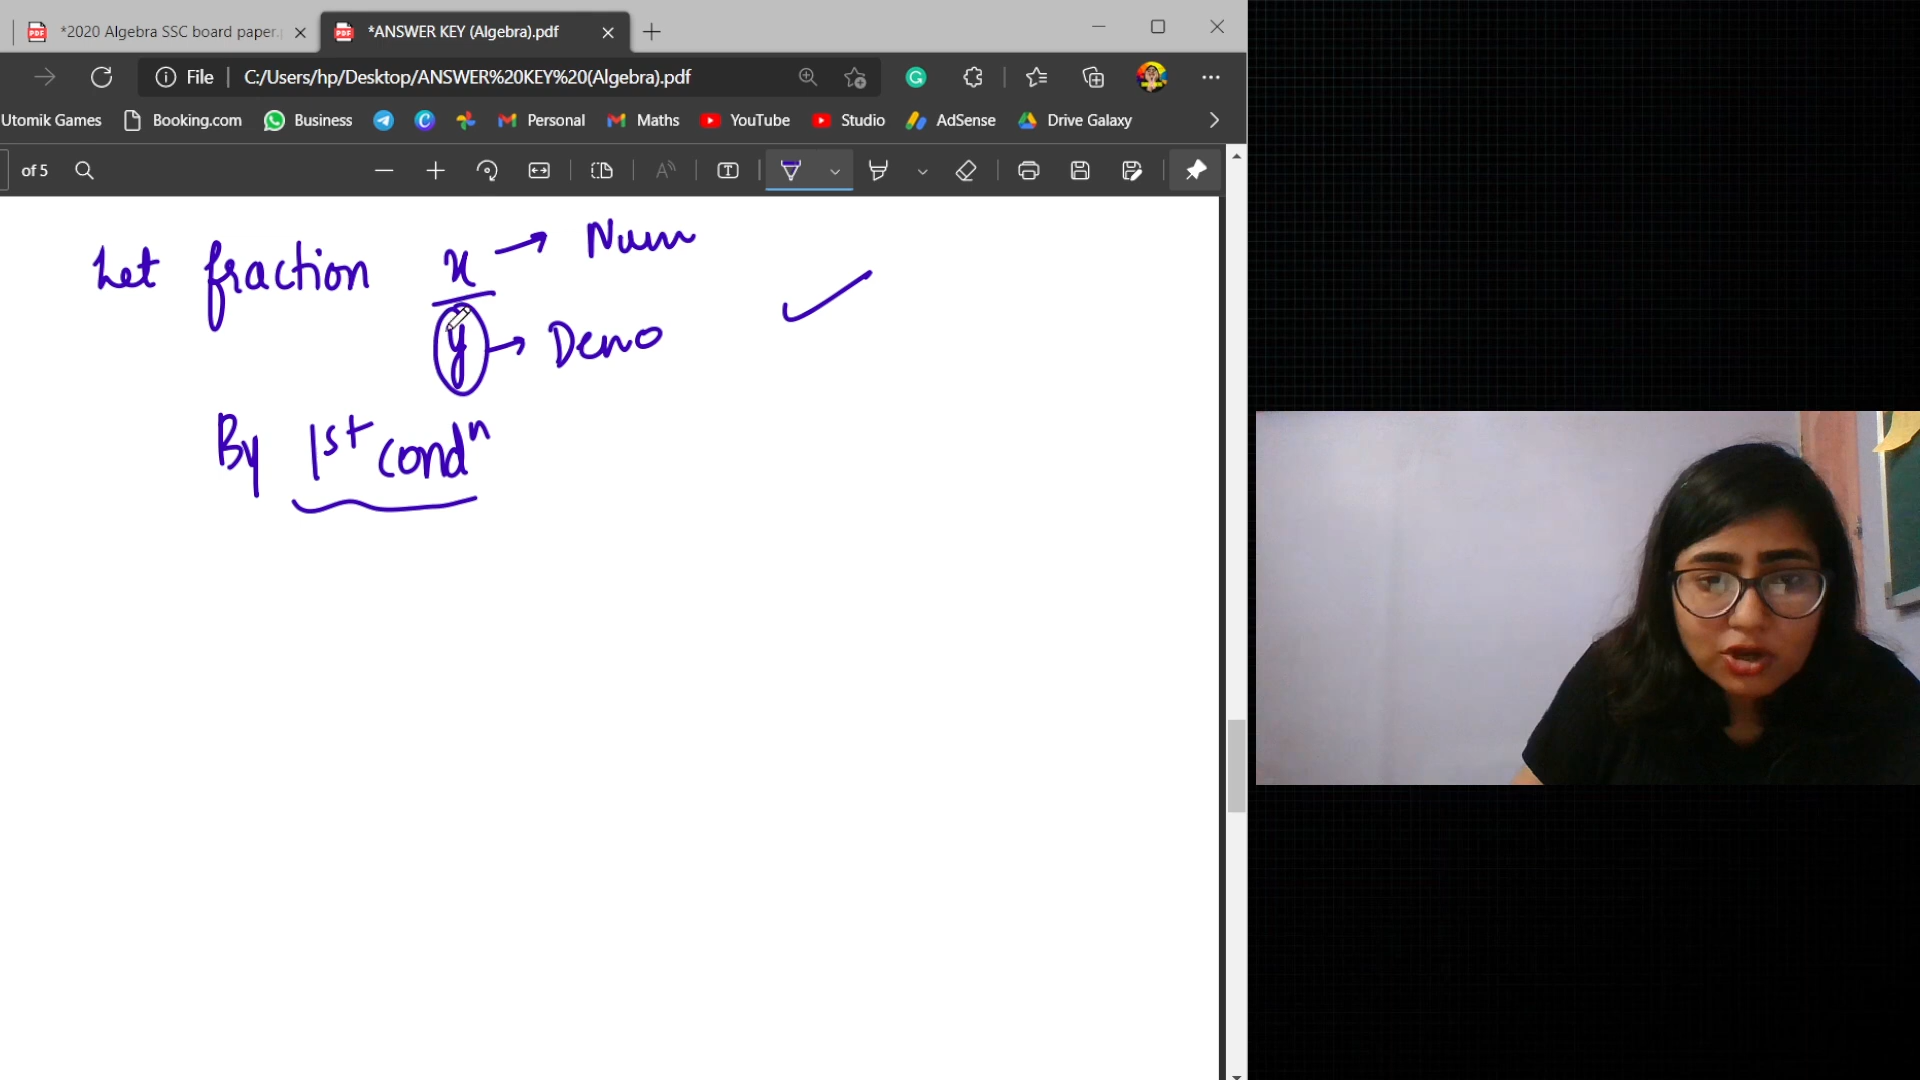 *2020 Algebra SSC board paper.p
*ANSWER KEY (Algebra).pdf
File C:/Users/hp/Desktop/ANSWER%20KEY%20(Algebra).pdf
Utomik Games Booking.com Business Personal Maths YouTube Studio AdSense Drive Galaxy
of 5
Let fraction x → Num
y → Deno
By 1st condn